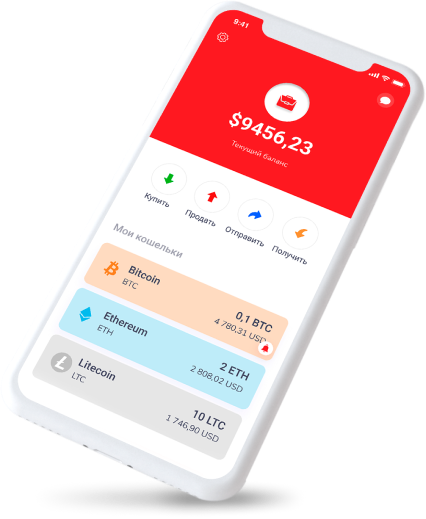 9:41
$9456,23
Текущий баланс
Купить
Продать
Отправить
Получить
Мои кошельки
Bitcoin
BTC
0,1 BTC
4 780,31 USD
Ethereum
ETH
2 ETH
2 808,02 USD
Litecoin
LTC
10 LTC
1 746,90 USD